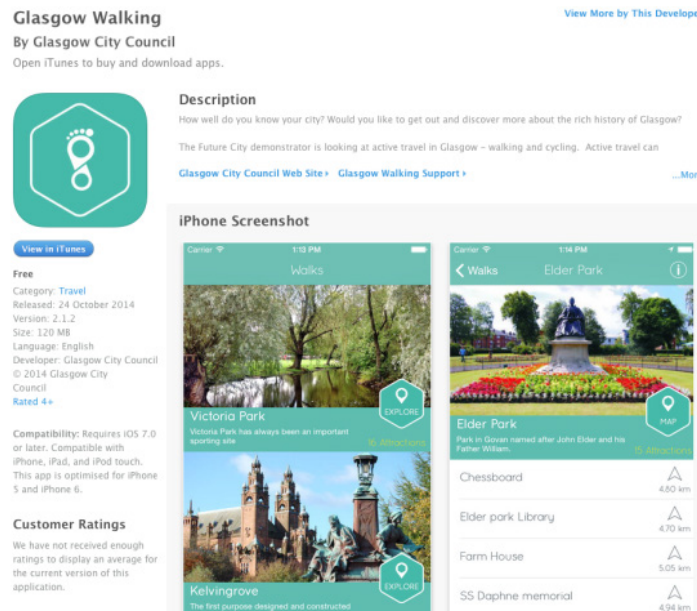 Glasgow Walking
View More by This Develope
By Glasgow City Council
Open iTunes to buy and download apps.
Description
How well do you know your city? Would you like to get out and discover more about the rich history of Glasgow?
The Future City demonstrator is looking at active travel in Glasgow – walking and cycling. Active travel can
Glasgow City Council Web Site Glasgow Walking Support
...Mor
View in iTunes
Free
Category: Travel
Released: 24 October 2014
Version: 2.1.2
Size: 120 MB
Language: English
Developer: Glasgow City Council
© 2014 Glasgow City
Council
Rated 4+
Compatibility: Requires iOS 7.0
or later. Compatible with
iPhone, iPad, and iPod touch.
This app is optimised for iPhone
5 and iPhone 6.
Customer Ratings
We have not received enough
ratings to display an average for
the current version of this
application.
iPhone Screenshot
Carrier 1:13 PM
Walks
EXPLORE
Victoria Park
Victoria Park has always been an important
sporting site
15 Attractions
EXPLORE
Kelvingrove
The first purpose designed and constructed
Carrier 1:14 PM
Walks Elder Park
MAP
Elder Park
Park in Govan named after John Elder and his
Father William.
15 Attractions
Chessboard
4.60 km
Elder park Library
4.70 km
Farm House
5.05 km
SS Daphne memorial
4.94 km